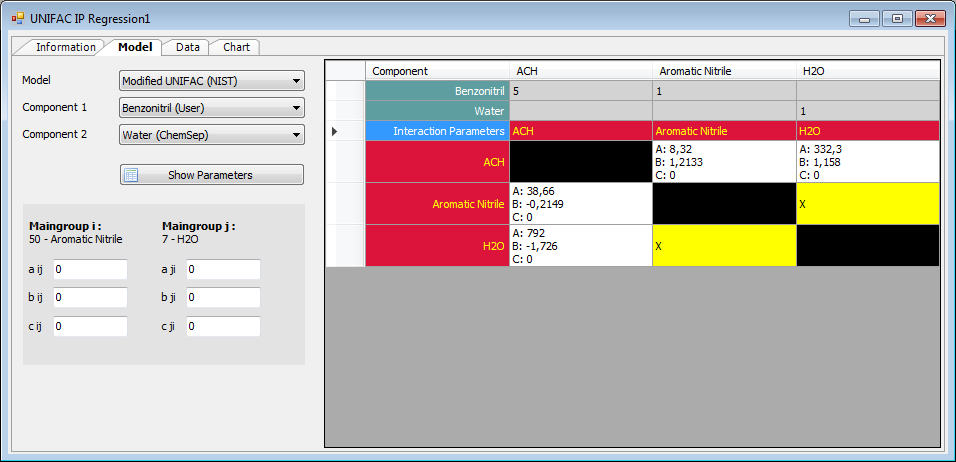 UNIFAC IP Regression1
Information Model Data Chart
Model Modified UNIFAC (NIST)
Component 1 Benzonitril (User)
Component 2 Water (ChemSep)
Show Parameters
Maingroup i : Maingroup j :
50 - Aromatic Nitrile 7 - H2O
a ij 0 a ji 0
b ij 0 b ji 0
c ij 0 c ji 0
Component ACH Aromatic Nitrile H2O
Benzonitril 5 1
Water 1
Interaction Parameters ACH Aromatic Nitrile H2O
ACH
A: 8,32
B: 1,2133
C: 0
A: 332,3
B: 1,158
C: 0
Aromatic Nitrile
A: 38,66
B: -0,2149
C: 0
X
H2O
A: 792
B: -1,726
C: 0
X